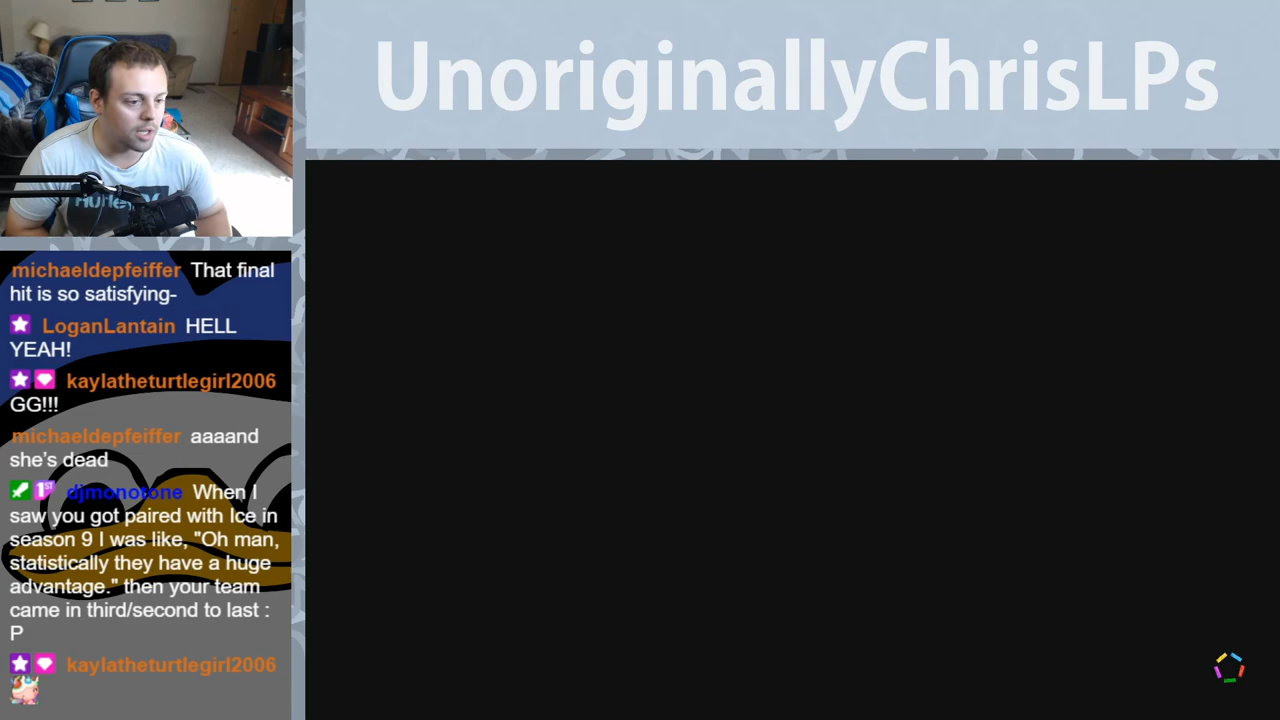 UnoriginallyChrisLPs
Hurley
michaeldepfeiffer That final
hit is so satisfying-
LoganLantain HELL
YEAH!
kaylatheturtlegirl2006
GG!!!
michaeldepfeiffer aaaand
she's dead
1ST djmonotone When I
saw you got paired with Ice in
season 9 I was like, "Oh man,
statistically they have a huge
advantage." then your team
came in third/second to last :
P
kaylatheturtlegirl2006